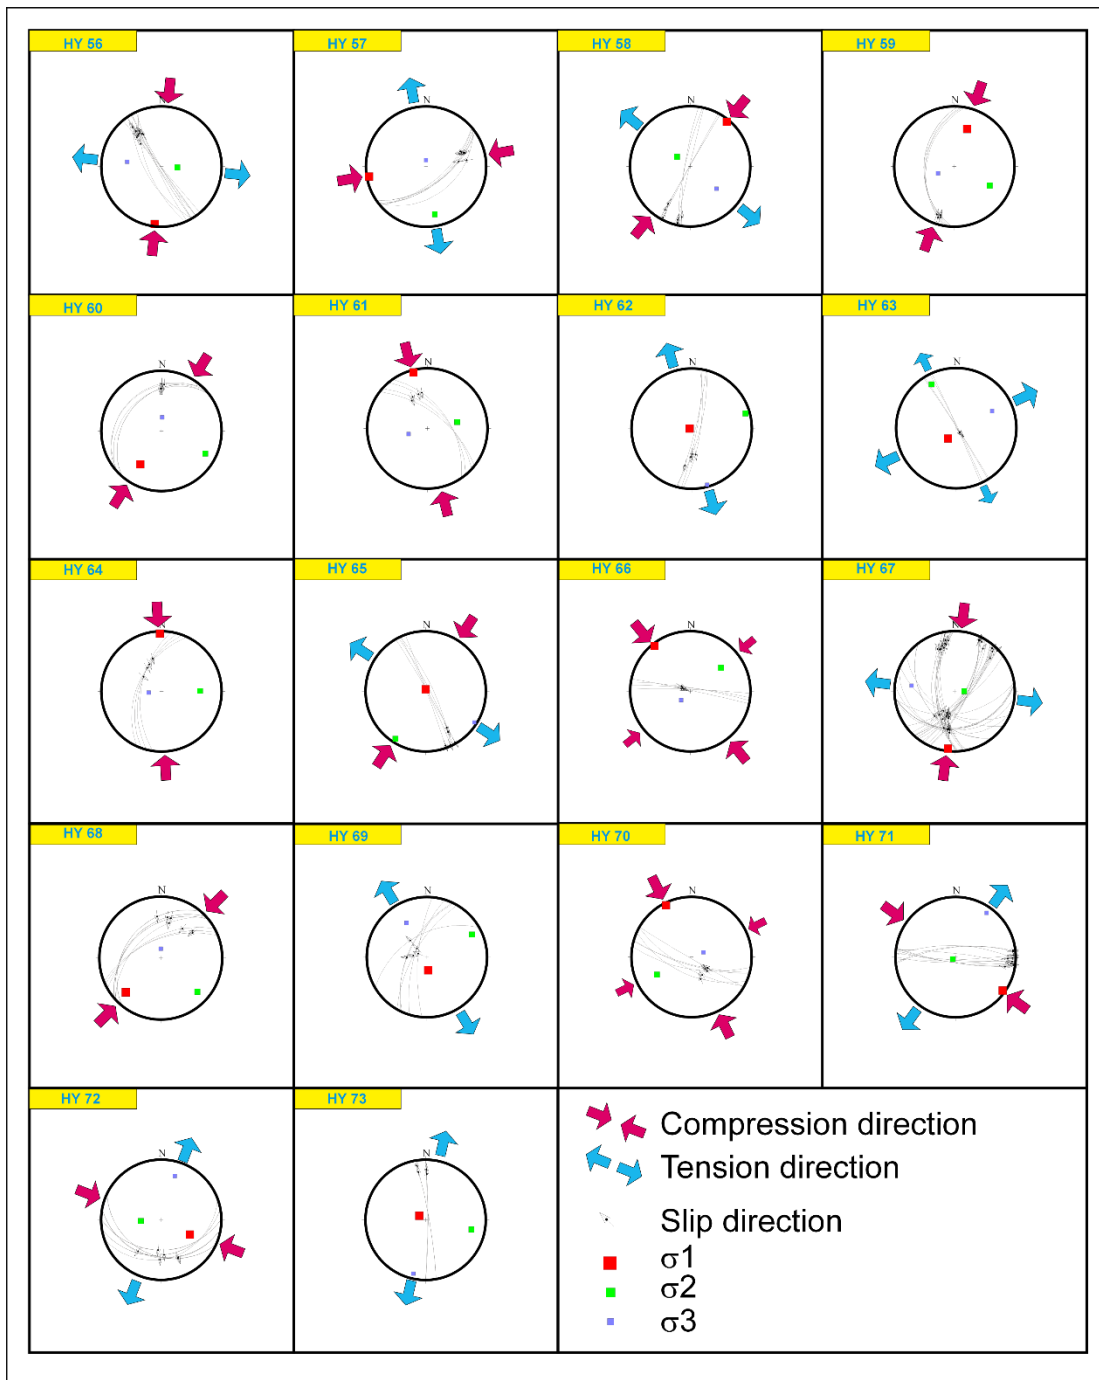 HY 56 HY 57 HY 58 HY 59
N N N N
HY 60 HY 61 HY 62 HY 63
N N N N
HY 64 HY 65 HY 66 HY 67
N N N N
HY 68 HY 69 HY 70 HY 71
N N N N
HY 72 HY 73
N N
Compression direction
Tension direction
Slip direction
σ1
σ2
σ3